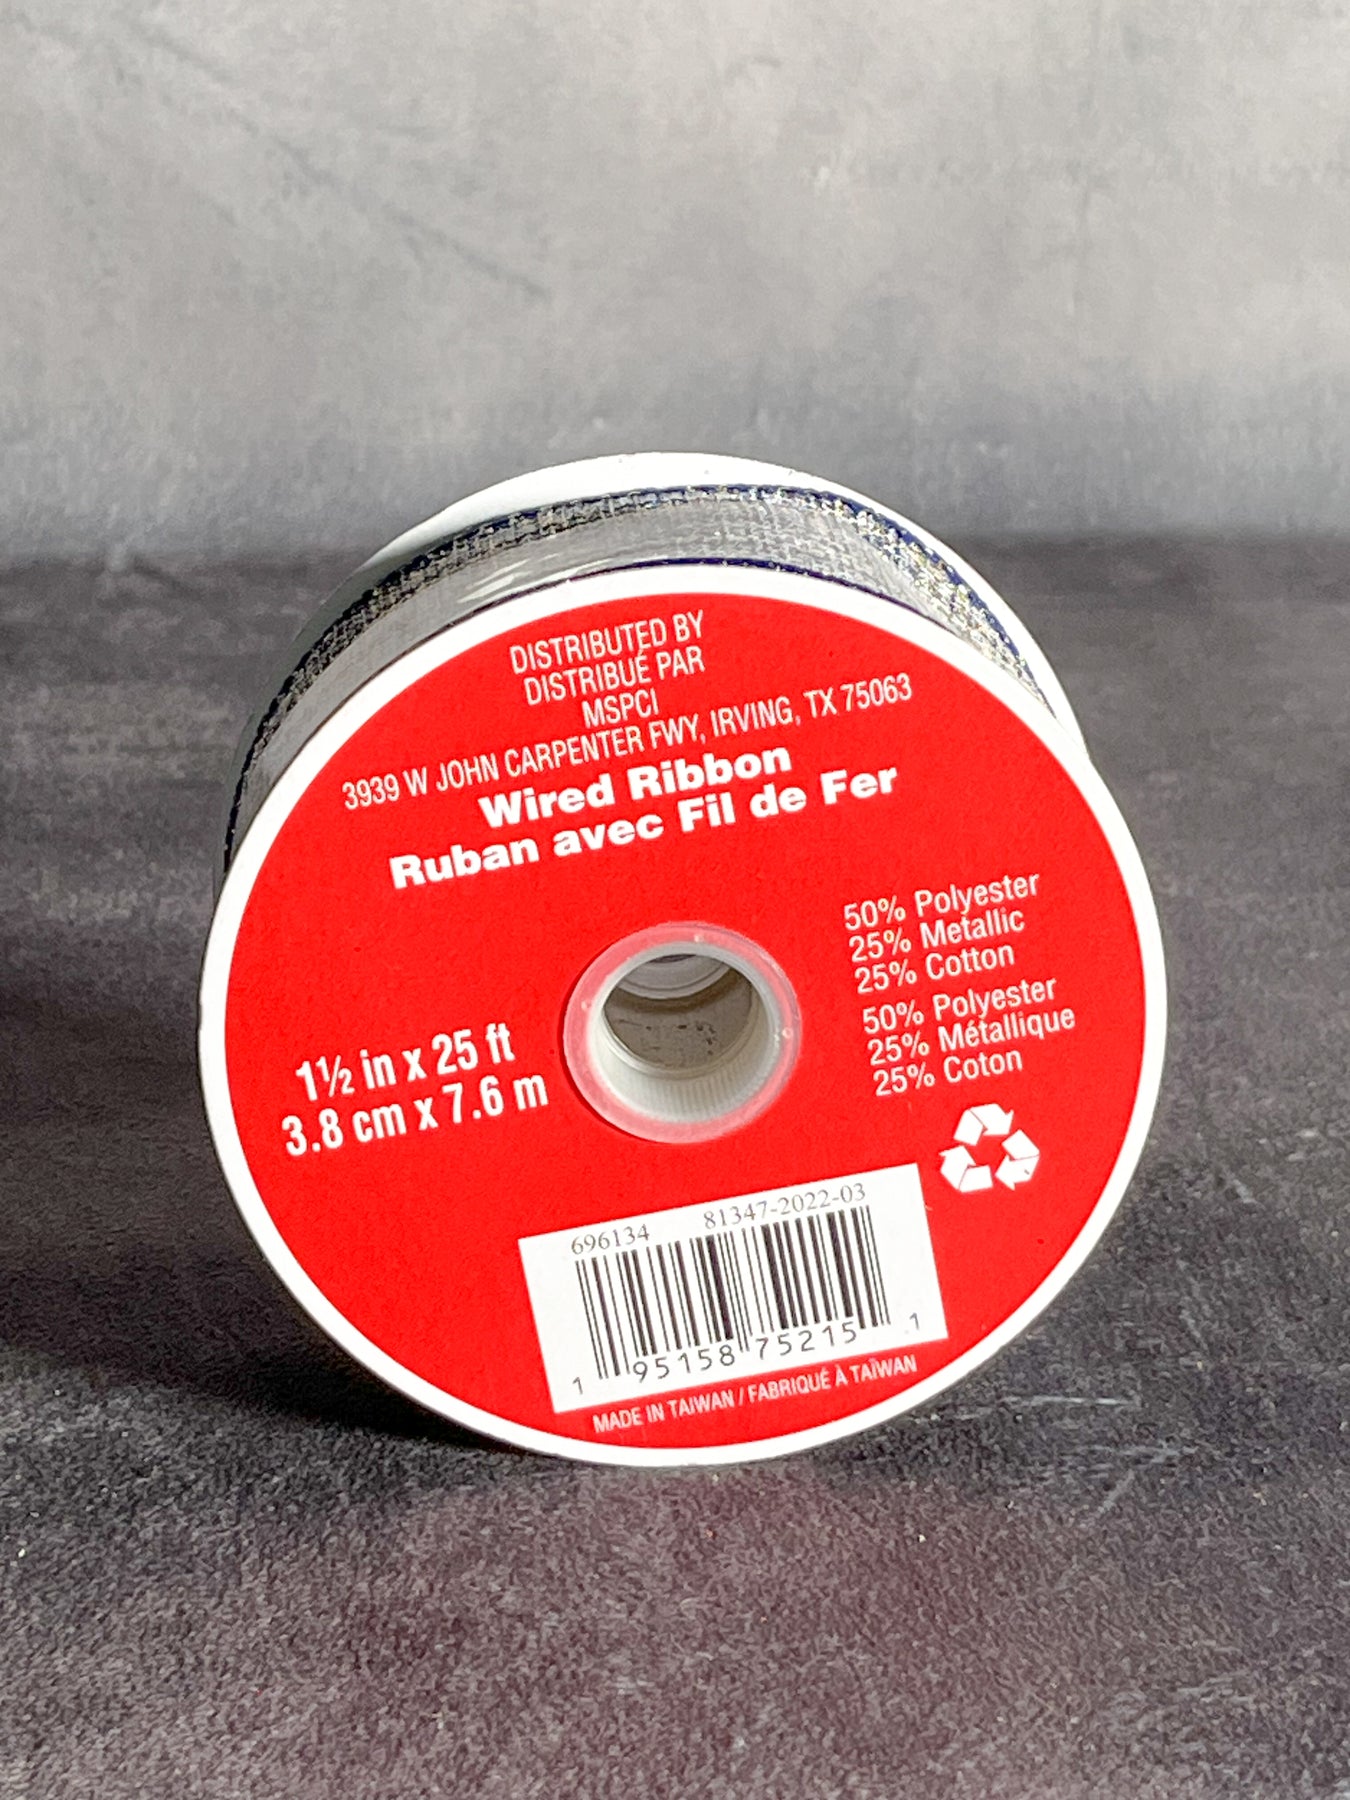 DISTRIBUTED BY
DISTRIBUÉ PAR
MSPCI
3939 W JOHN CARPENTER FWY, IRVING, TX 75063
Wired Ribbon
Ruban avec Fil de Fer
50% Polyester
25% Metallic
25% Cotton
50% Polyester
25% Métallique
25% Coton
1½ in x 25 ft
3.8 cm x 7.6 m
696134 81347-2022-03
1 95158 75215 1
MADE IN TAIWAN / FABRIQUÉ À TAÏWAN